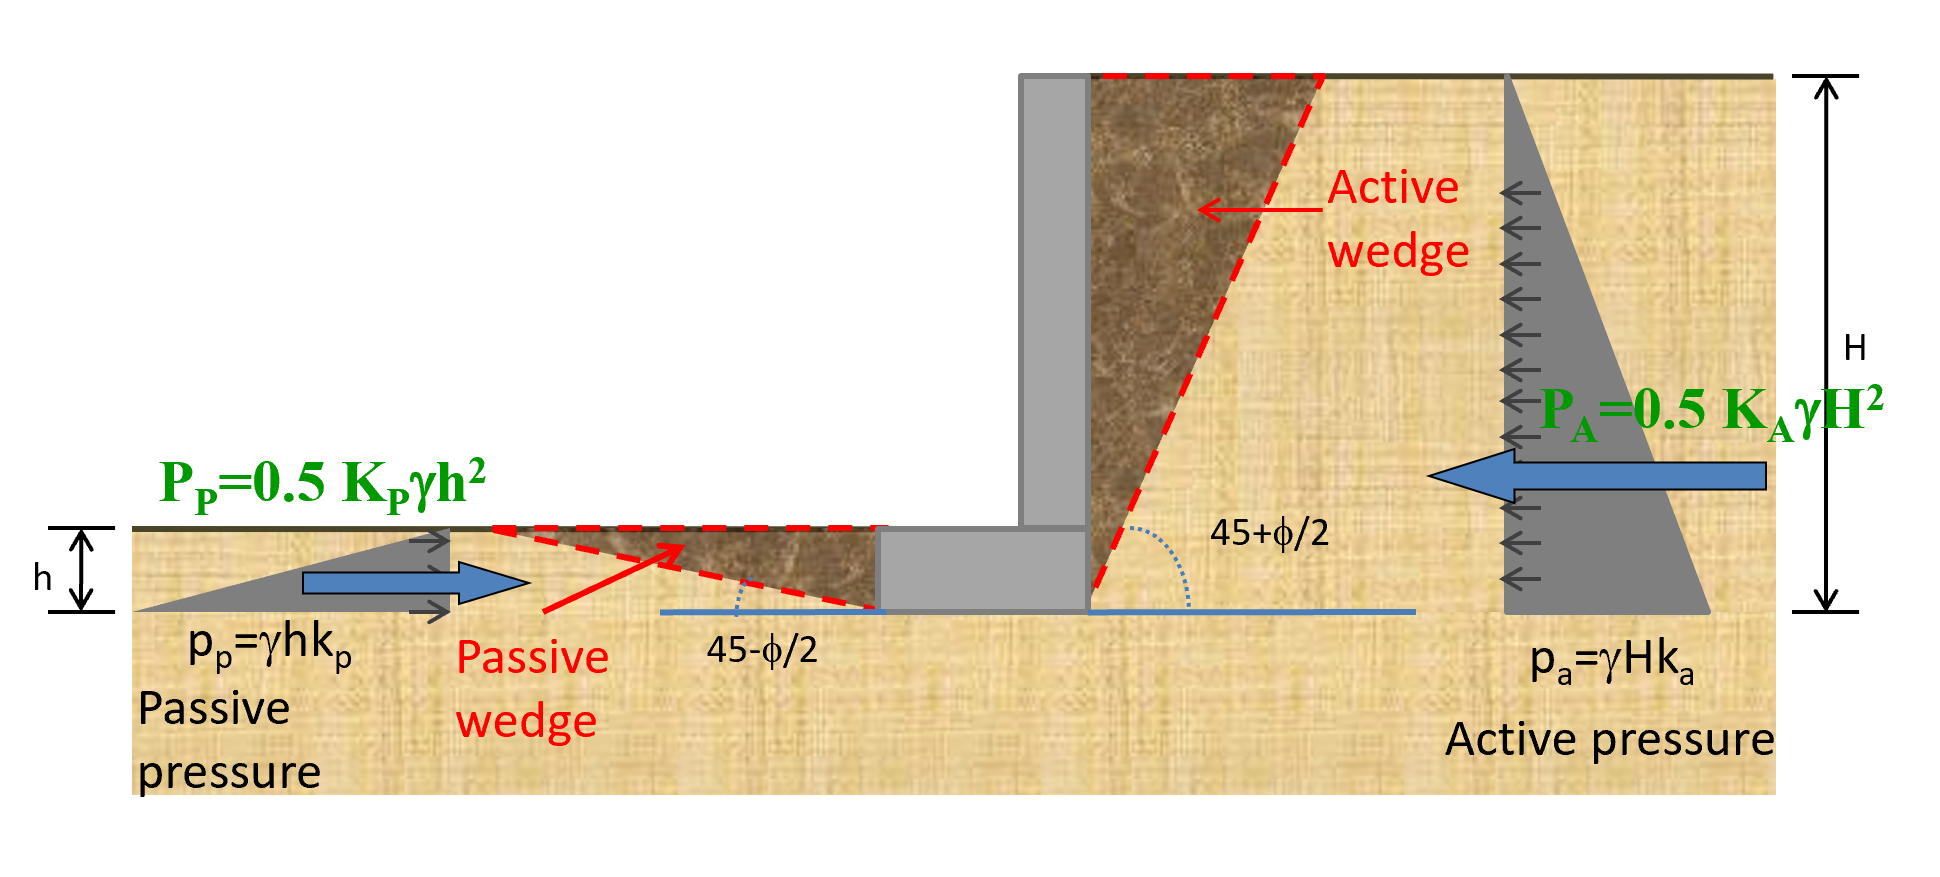 Active
wedge
H
P_A=0.5 K_AγH²
P_P=0.5 K_Pγh²
45+ϕ/2
h
p_p=γhk_p
Passive
wedge
45-ϕ/2
p_a=γHk_a
Passive
pressure
Active pressure